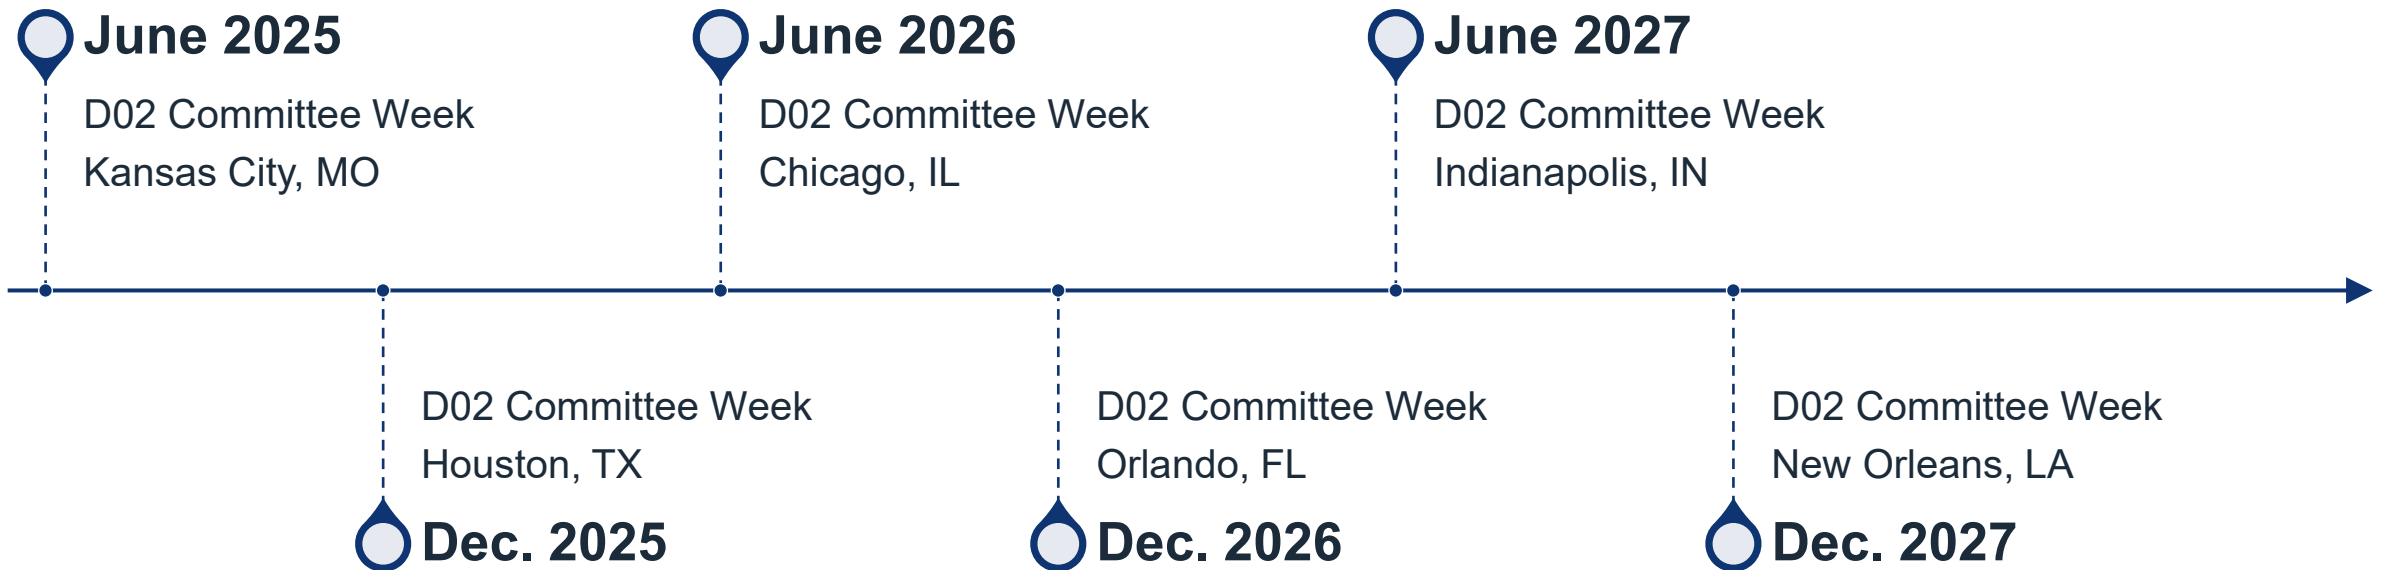 June 2025
D02 Committee Week
Kansas City, MO
June 2026
D02 Committee Week
Chicago, IL
June 2027
D02 Committee Week
Indianapolis, IN
D02 Committee Week
Houston, TX
Dec. 2025
D02 Committee Week
Orlando, FL
Dec. 2026
D02 Committee Week
New Orleans, LA
Dec. 2027